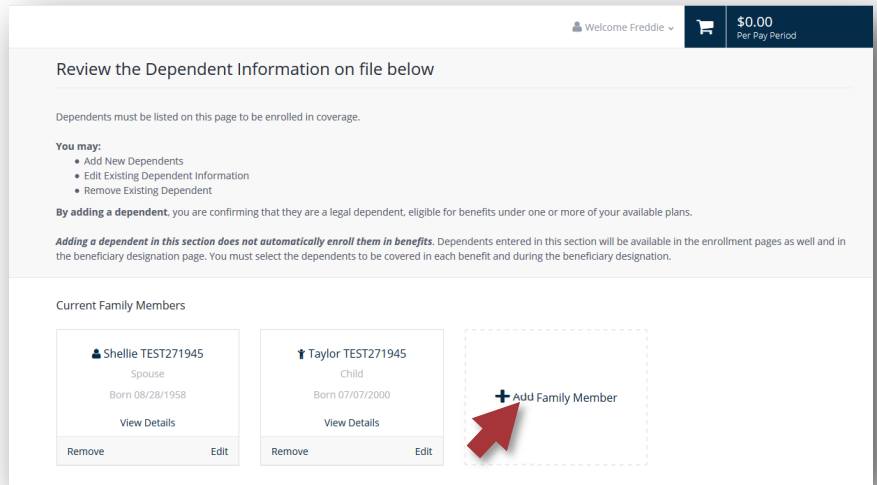 Welcome Freddie
$0.00
Per Pay Period
Review the Dependent Information on file below
Dependents must be listed on this page to be enrolled in coverage.
You may:
• Add New Dependents
• Edit Existing Dependent Information
• Remove Existing Dependent
By adding a dependent, you are confirming that they are a legal dependent, eligible for benefits under one or more of your available plans.
Adding a dependent in this section does not automatically enroll them in benefits. Dependents entered in this section will be available in the enrollment pages as well and in
the beneficiary designation page. You must select the dependents to be covered in each benefit and during the beneficiary designation.
Current Family Members
Shellie TEST271945
Spouse
Born 08/28/1958
View Details
Remove Edit
Taylor TEST271945
Child
Born 07/07/2000
View Details
Remove Edit
Add Family Member